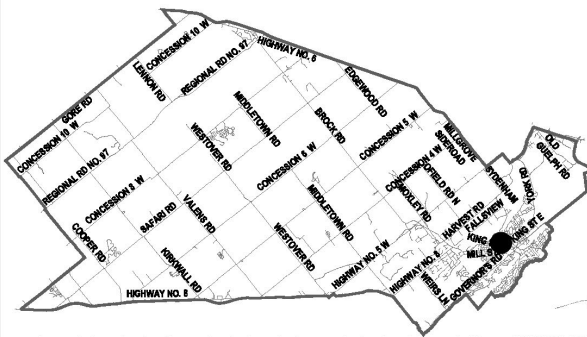 CONCESSION 10 W
LENNON RD
REGIONAL RD NO. 97
HIGHWAY NO. 6
GORE RD
EDGEWOOD RD
CONCESSION 10 W
MIDDLETOWN RD
BROCK RD
WESTOVER RD
REGIONAL RD NO. 97
CONCESSION 5 W
MILLGROVE
SIDEROAD
OLD
GUELPH RD
CONCESSION 8 W
CONCESSION 6 W
CONCESSION 4 W
SYDENHAM
YORK RD
SAFARI RD
VALENS RD
MIDDLETOWN RD
HARVEST RD
FALLSVIEW
COOPER RD
KIRKWALL RD
WESTOVER RD
HIGHWAY NO. 5 W
HIGHWAY NO. 8
WEIRS LN
KING
KING ST E
MILL S
GOVERNOR'S RD
HIGHWAY NO. 8